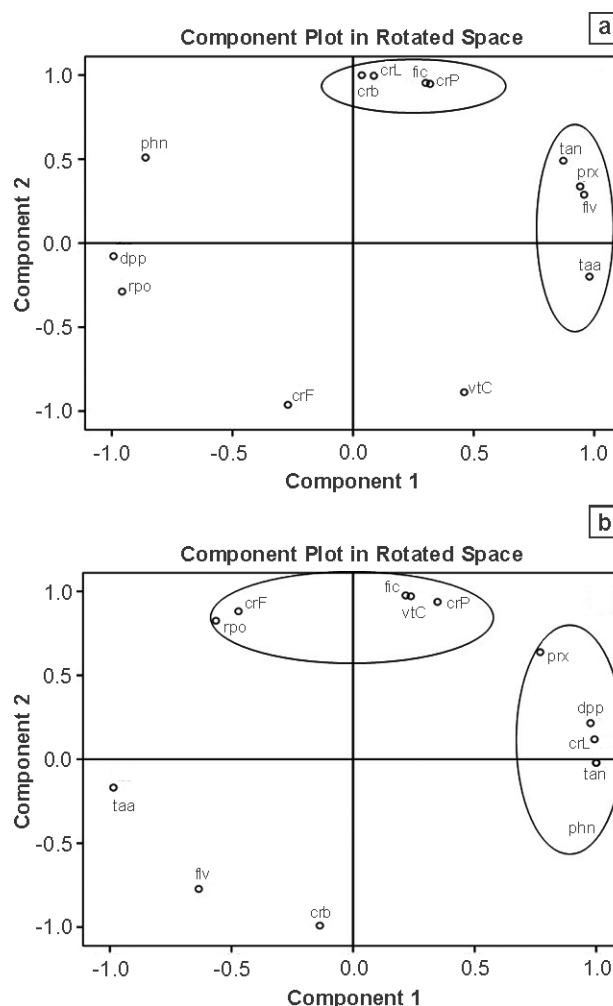 a
Component Plot in Rotated Space
1.0
crb
crL
fic
crP
phn
0.5
tan
prx
flv
Component 2
0.0
dpp
rpo
taa
-0.5
crF
vtC
-1.0
-1.0 -0.5 0.0 0.5 1.0
Component 1
b
Component Plot in Rotated Space
1.0
fic
crF
vtC
crP
rpo
prx
0.5
dpp
crL
Component 2
0.0
tan
taa
phn
-0.5
flv
crb
-1.0
-1.0 -0.5 0.0 0.5 1.0
Component 1